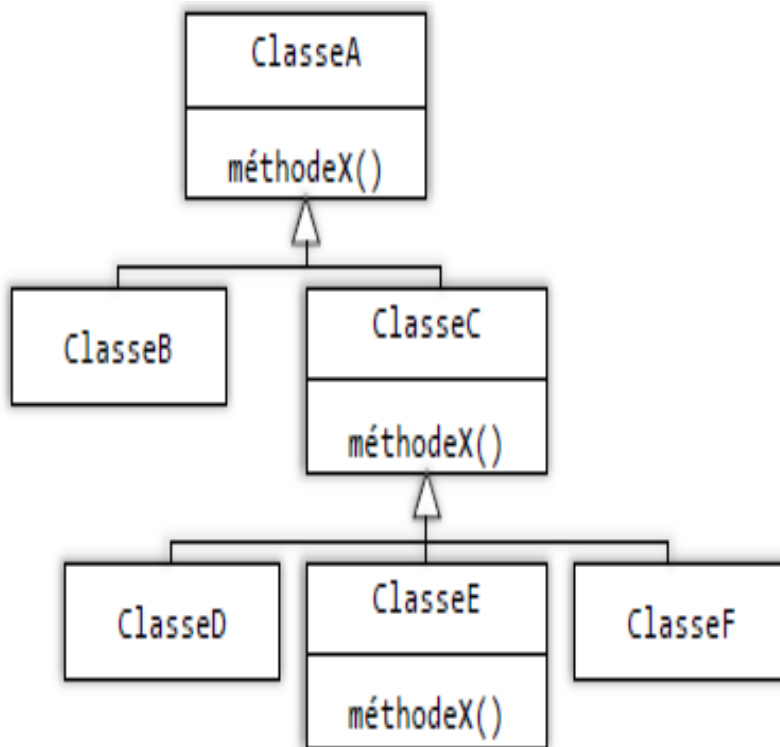 ClasseA
méthodeX()
ClasseB
ClasseC
méthodeX()
ClasseD
ClasseE
ClasseF
méthodeX()